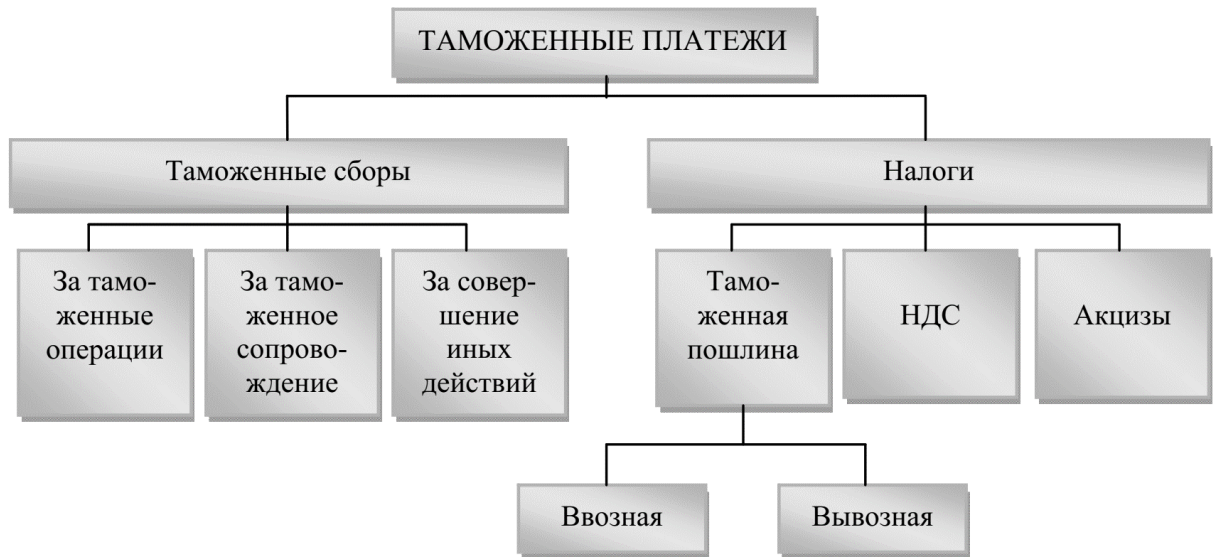 ТАМОЖЕННЫЕ ПЛАТЕЖИ
Таможенные сборы
Налоги
За тамо-
женные
операции
За тамо-
женное
сопрово-
ждение
За совер-
шение
иных
действий
Тамо-
женная
пошлина
НДС
Акцизы
Ввозная
Вывозная